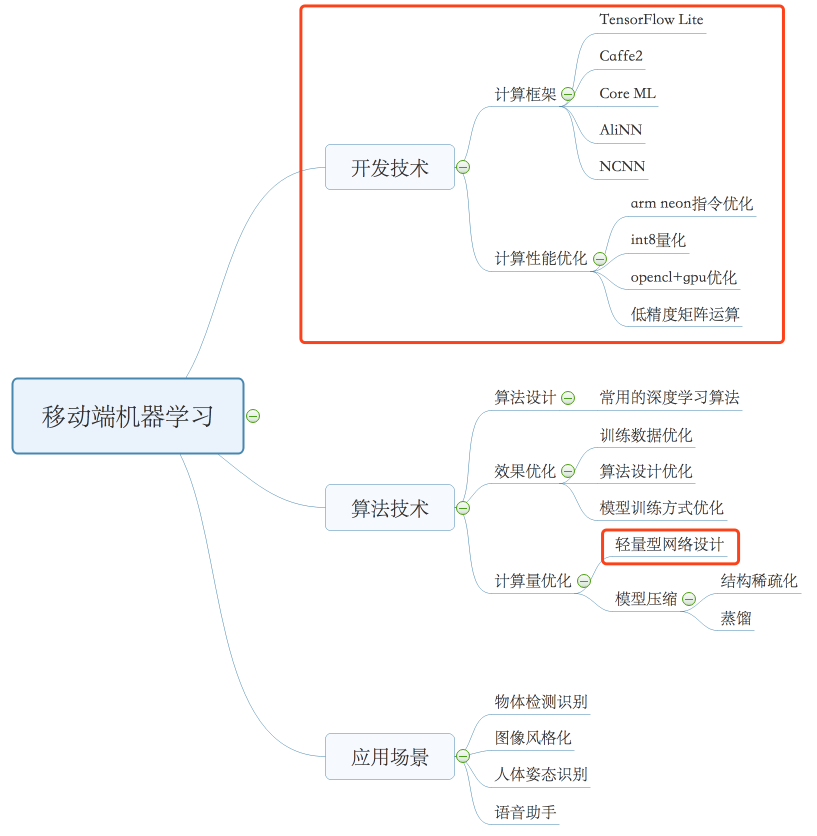 移动端机器学习
开发技术
计算框架
TensorFlow Lite
Caffe2
Core ML
AliNN
NCNN
计算性能优化
arm neon指令优化
int8量化
opencl+gpu优化
低精度矩阵运算
算法技术
算法设计
常用的深度学习算法
效果优化
训练数据优化
算法设计优化
模型训练方式优化
计算量优化
轻量型网络设计
模型压缩
结构稀疏化
蒸馏
应用场景
物体检测识别
图像风格化
人体姿态识别
语音助手